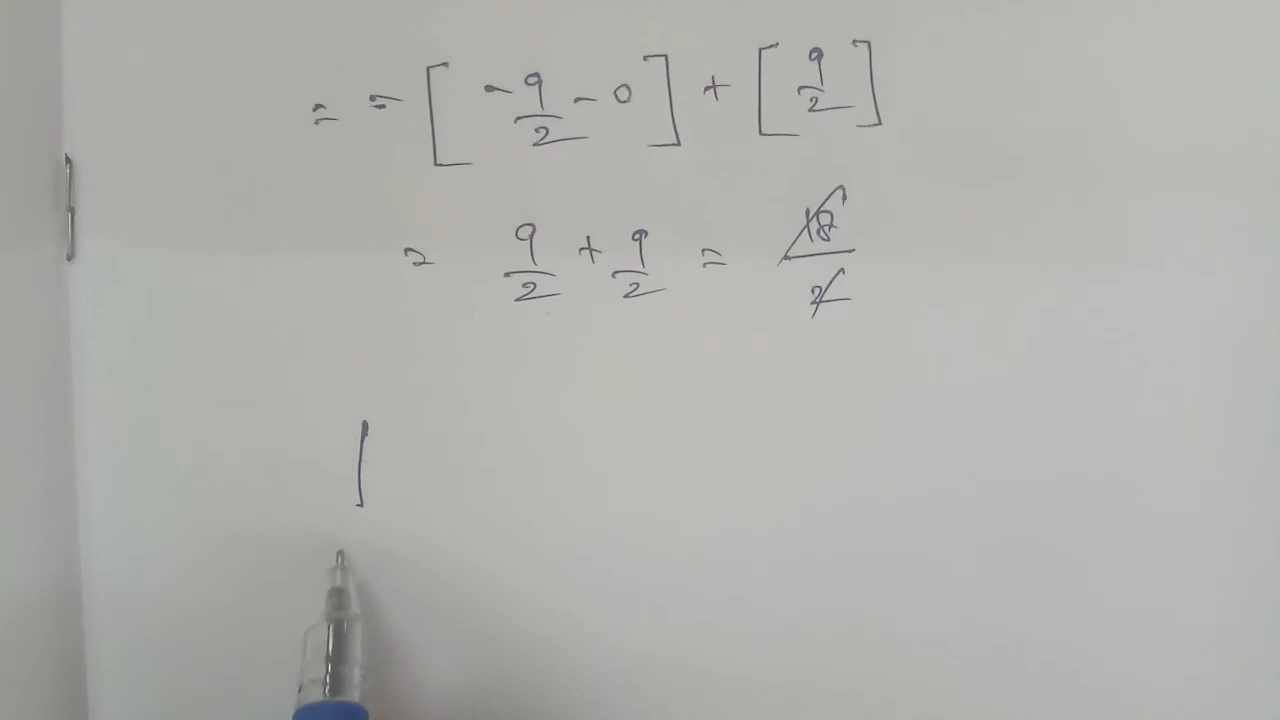 = - [ -9/2 - 0 ] + [ 9/2 ]
= 9/2 + 9/2 = 18/2